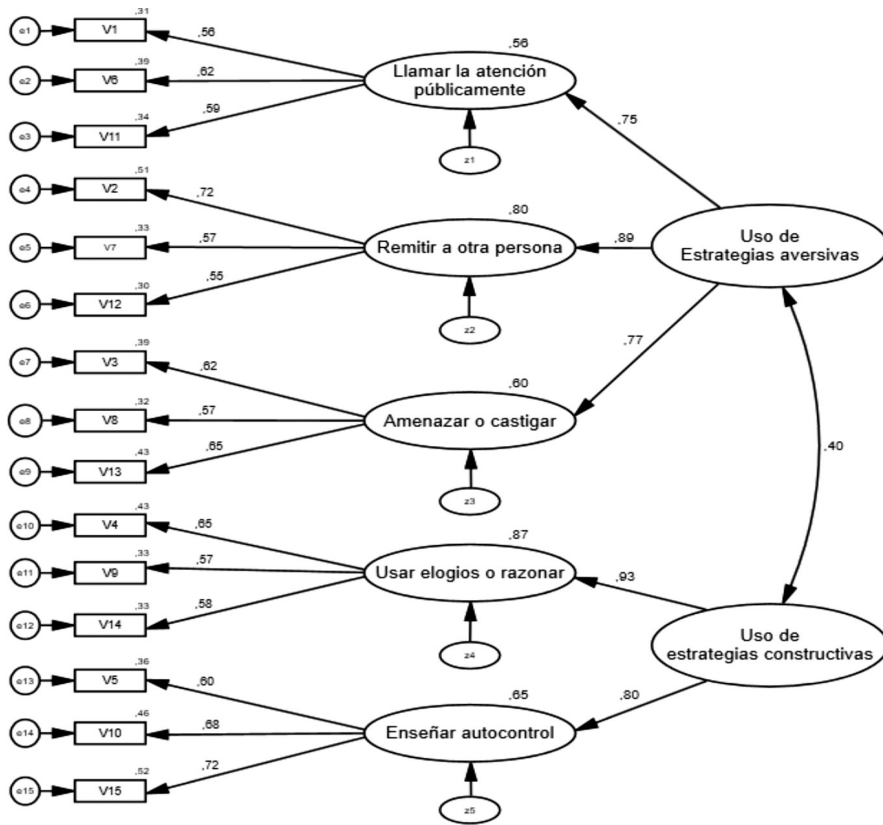 ,31
e1
V1
,56
,39
e2
V6
,62
,34
e3
V11
,59
,56
Llamar la atención
públicamente
z1
,75
,51
e4
V2
,72
,33
e5
V7
,57
,30
e6
V12
,55
,80
Remitir a otra persona
z2
,89
Uso de
Estrategias aversivas
,39
e7
V3
,62
,32
e8
V8
,57
,43
e9
V13
,65
,60
Amenazar o castigar
z3
,77
,40
,43
e10
V4
,65
,33
e11
V9
,57
,33
e12
V14
,58
,87
Usar elogios o razonar
z4
,93
Uso de
estrategias constructivas
,36
e13
V5
,60
,46
e14
V10
,68
,52
e15
V15
,72
,65
Enseñar autocontrol
z5
,80